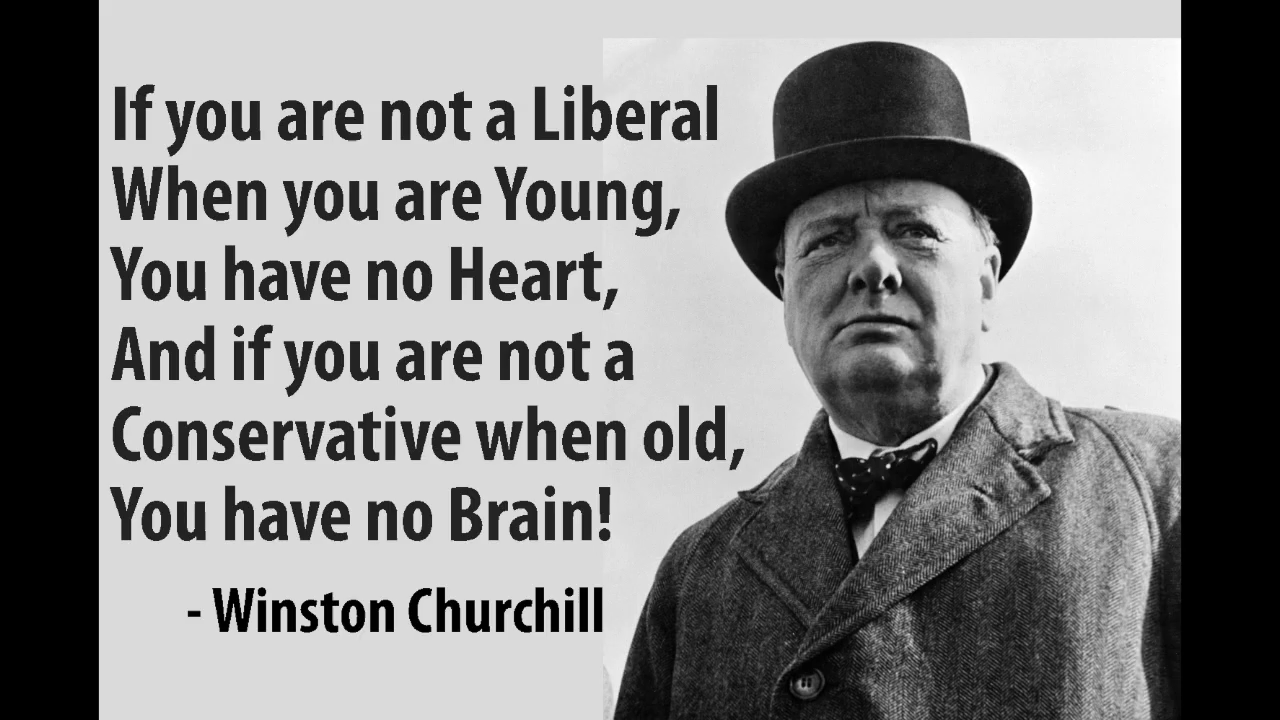 If you are not a Liberal
When you are Young,
You have no Heart,
And if you are not a
Conservative when old,
You have no Brain!
- Winston Churchill